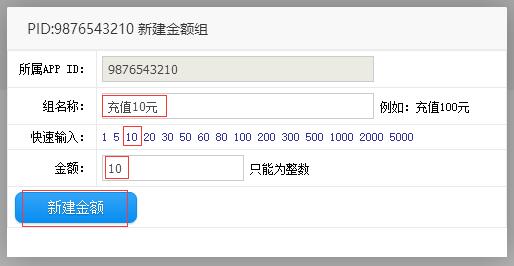 PID:9876543210 新建金额组
所属APP ID: 9876543210
组名称: 充值10元 例如: 充值100元
快速输入: 1 5 10 20 30 50 60 80 100 200 300 500 1000 2000 5000
金额: 10 只能为整数
新建金额